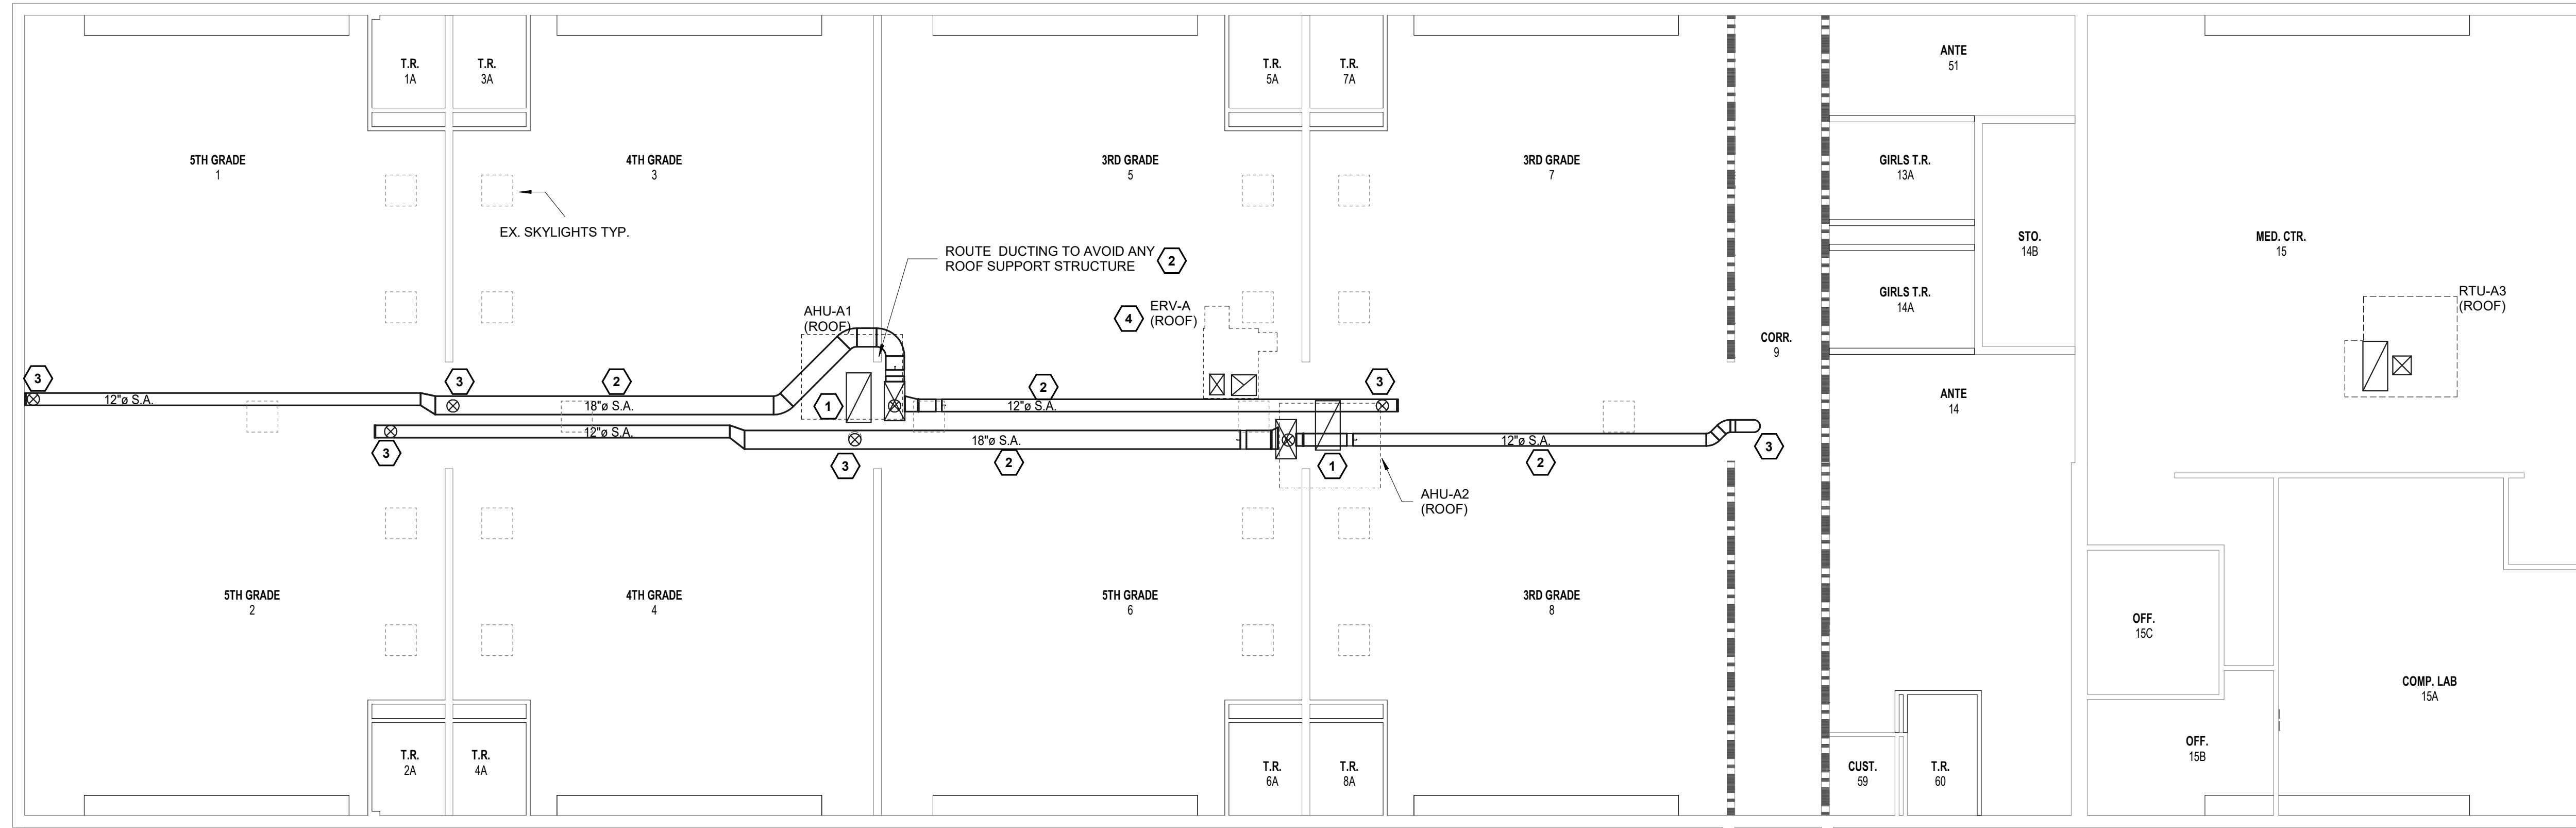 T.R.
1A
T.R.
3A
T.R.
5A
T.R.
7A
ANTE
51
5TH GRADE
1
4TH GRADE
3
3RD GRADE
5
3RD GRADE
7
GIRLS T.R.
13A
EX. SKYLIGHTS TYP.
STO.
14B
MED. CTR.
15
ROUTE  DUCTING TO AVOID ANY
ROOF SUPPORT STRUCTURE
2
GIRLS T.R.
14A
RTU-A3
(ROOF)
AHU-A1
(ROOF)
4
ERV-A
(ROOF)
CORR.
9
3
3
2
2
3
12"ø S.A.
18"ø S.A.
1
12"ø S.A.
ANTE
14
12"ø S.A.
18"ø S.A.
12"ø S.A.
3
3
2
1
2
3
AHU-A2
(ROOF)
5TH GRADE
2
4TH GRADE
4
5TH GRADE
6
3RD GRADE
8
OFF.
15C
COMP. LAB
15A
T.R.
2A
T.R.
4A
T.R.
6A
T.R.
8A
CUST.
59
T.R.
60
OFF.
15B